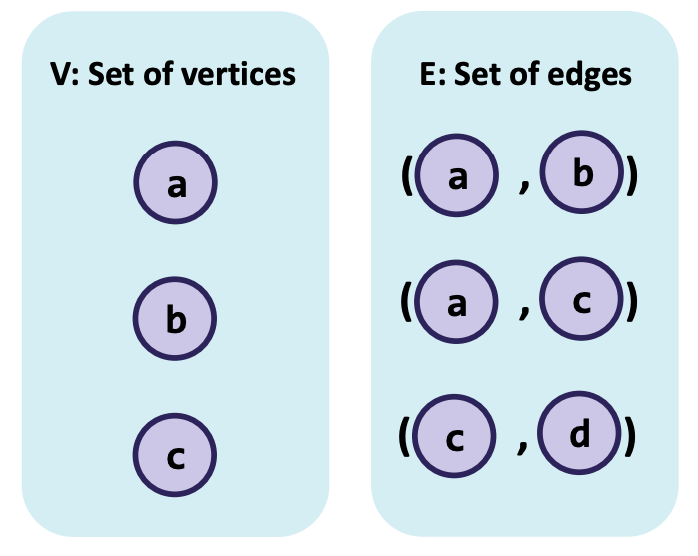 V: Set of vertices
a
b
c
E: Set of edges
(a , b)
(a , c)
(c , d)